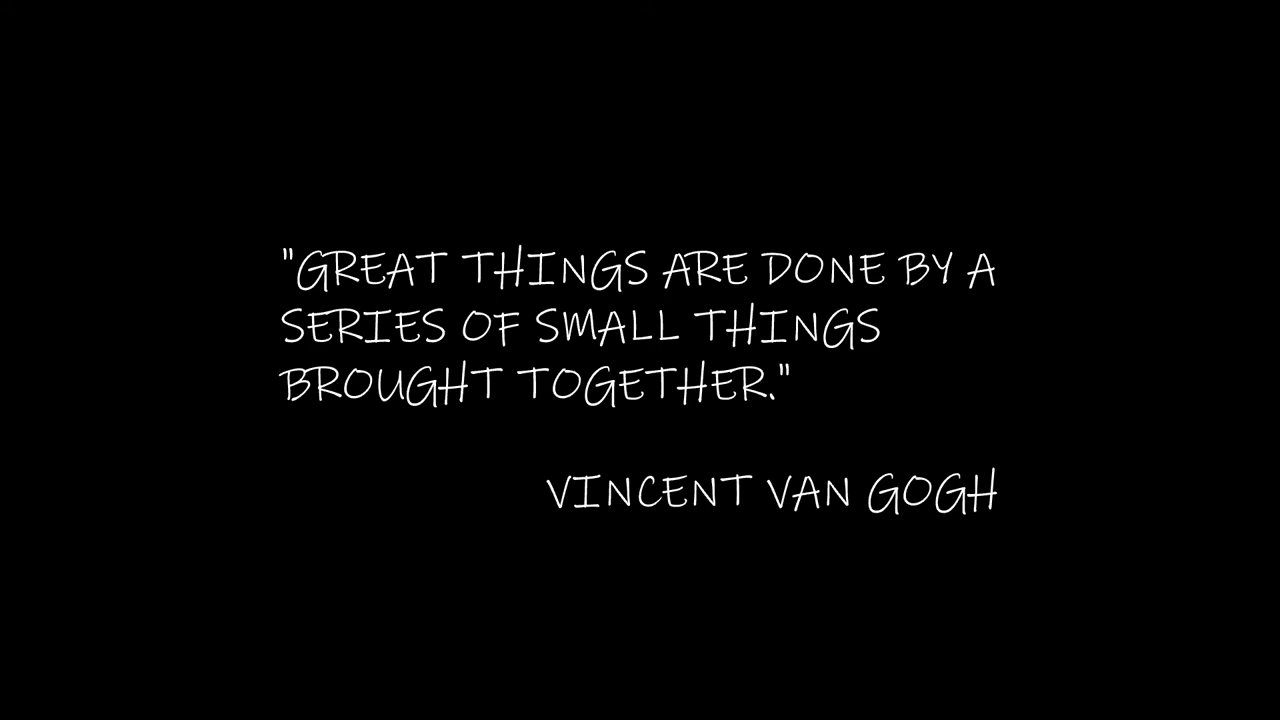 "GREAT THINGS ARE DONE BY A
SERIES OF SMALL THINGS
BROUGHT TOGETHER."
VINCENT VAN GOGH